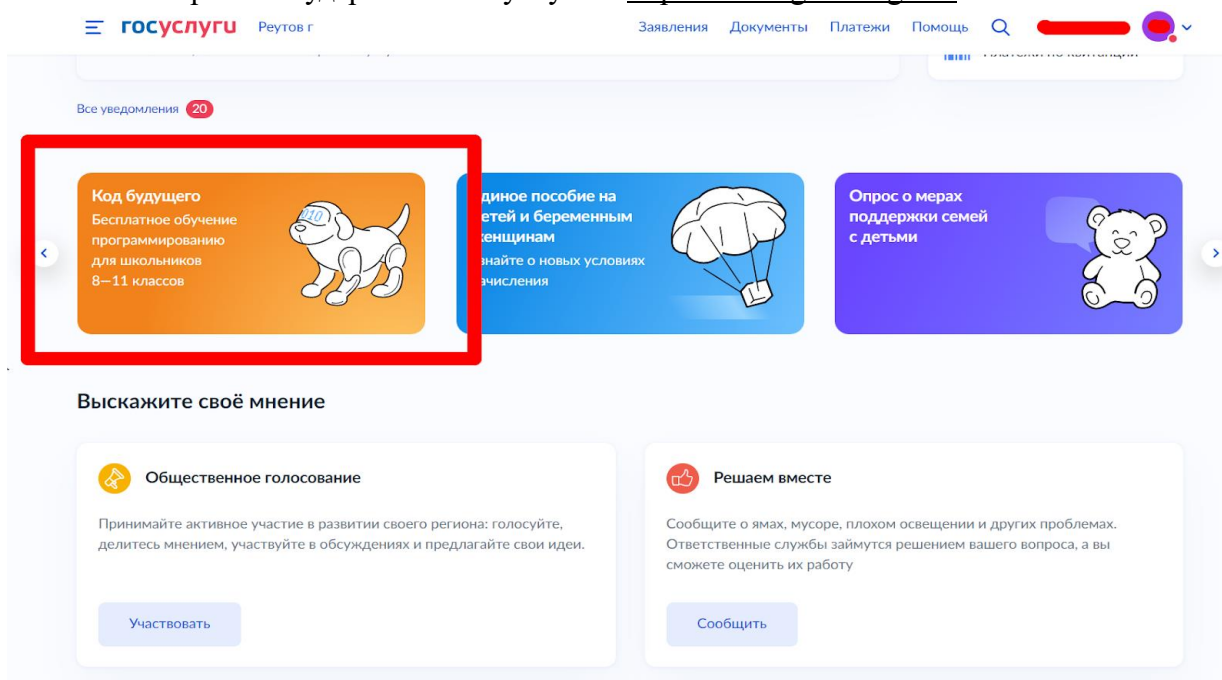 госуслуги Реутов г Заявления Документы Платежи Помощь
Все уведомления 20
Код будущего
Бесплатное обучение
программированию
для школьников
8—11 классов
010
диное пособие на
етей и беременным
енщинам
знайте о новых условиях
ачисления
Опрос о мерах
поддержки семей
с детьми
Выскажите своё мнение
Общественное голосование
Принимайте активное участие в развитии своего региона: голосуйте,
делитесь мнением, участвуйте в обсуждениях и предлагайте свои идеи.
Участвовать
Решаем вместе
Сообщите о ямах, мусоре, плохом освещении и других проблемах.
Ответственные службы займутся решением вашего вопроса, а вы
сможете оценить их работу
Сообщить